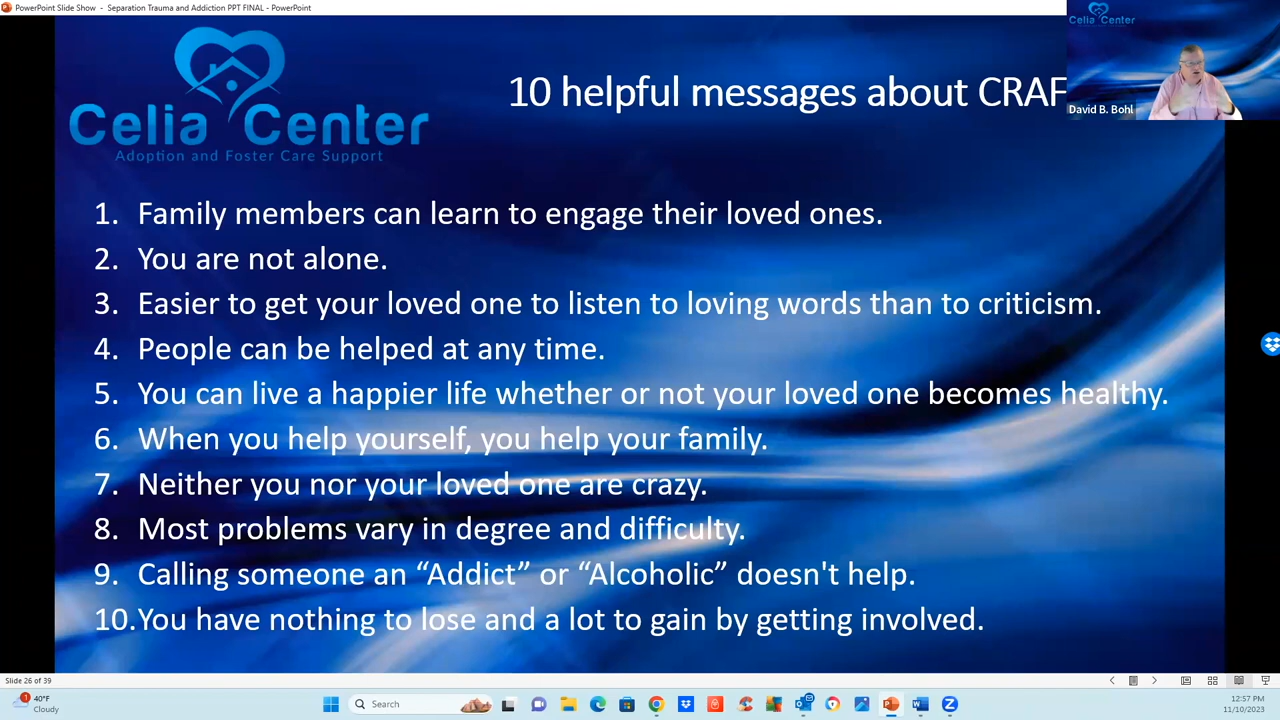 PowerPoint Slide Show - Separation Trauma and Addiction PPT FINAL - PowerPoint
Celia Center
Adoption and Foster Care Support
10 helpful messages about CRAF
Celia Center
David B. Bohl
1. Family members can learn to engage their loved ones.
2. You are not alone.
3. Easier to get your loved one to listen to loving words than to criticism.
4. People can be helped at any time.
5. You can live a happier life whether or not your loved one becomes healthy.
6. When you help yourself, you help your family.
7. Neither you nor your loved one are crazy.
8. Most problems vary in degree and difficulty.
9. Calling someone an “Addict” or “Alcoholic” doesn't help.
10. You have nothing to lose and a lot to gain by getting involved.
Slide 26 of 39
1
40°F
Cloudy
Search
12:57 PM
11/10/2023